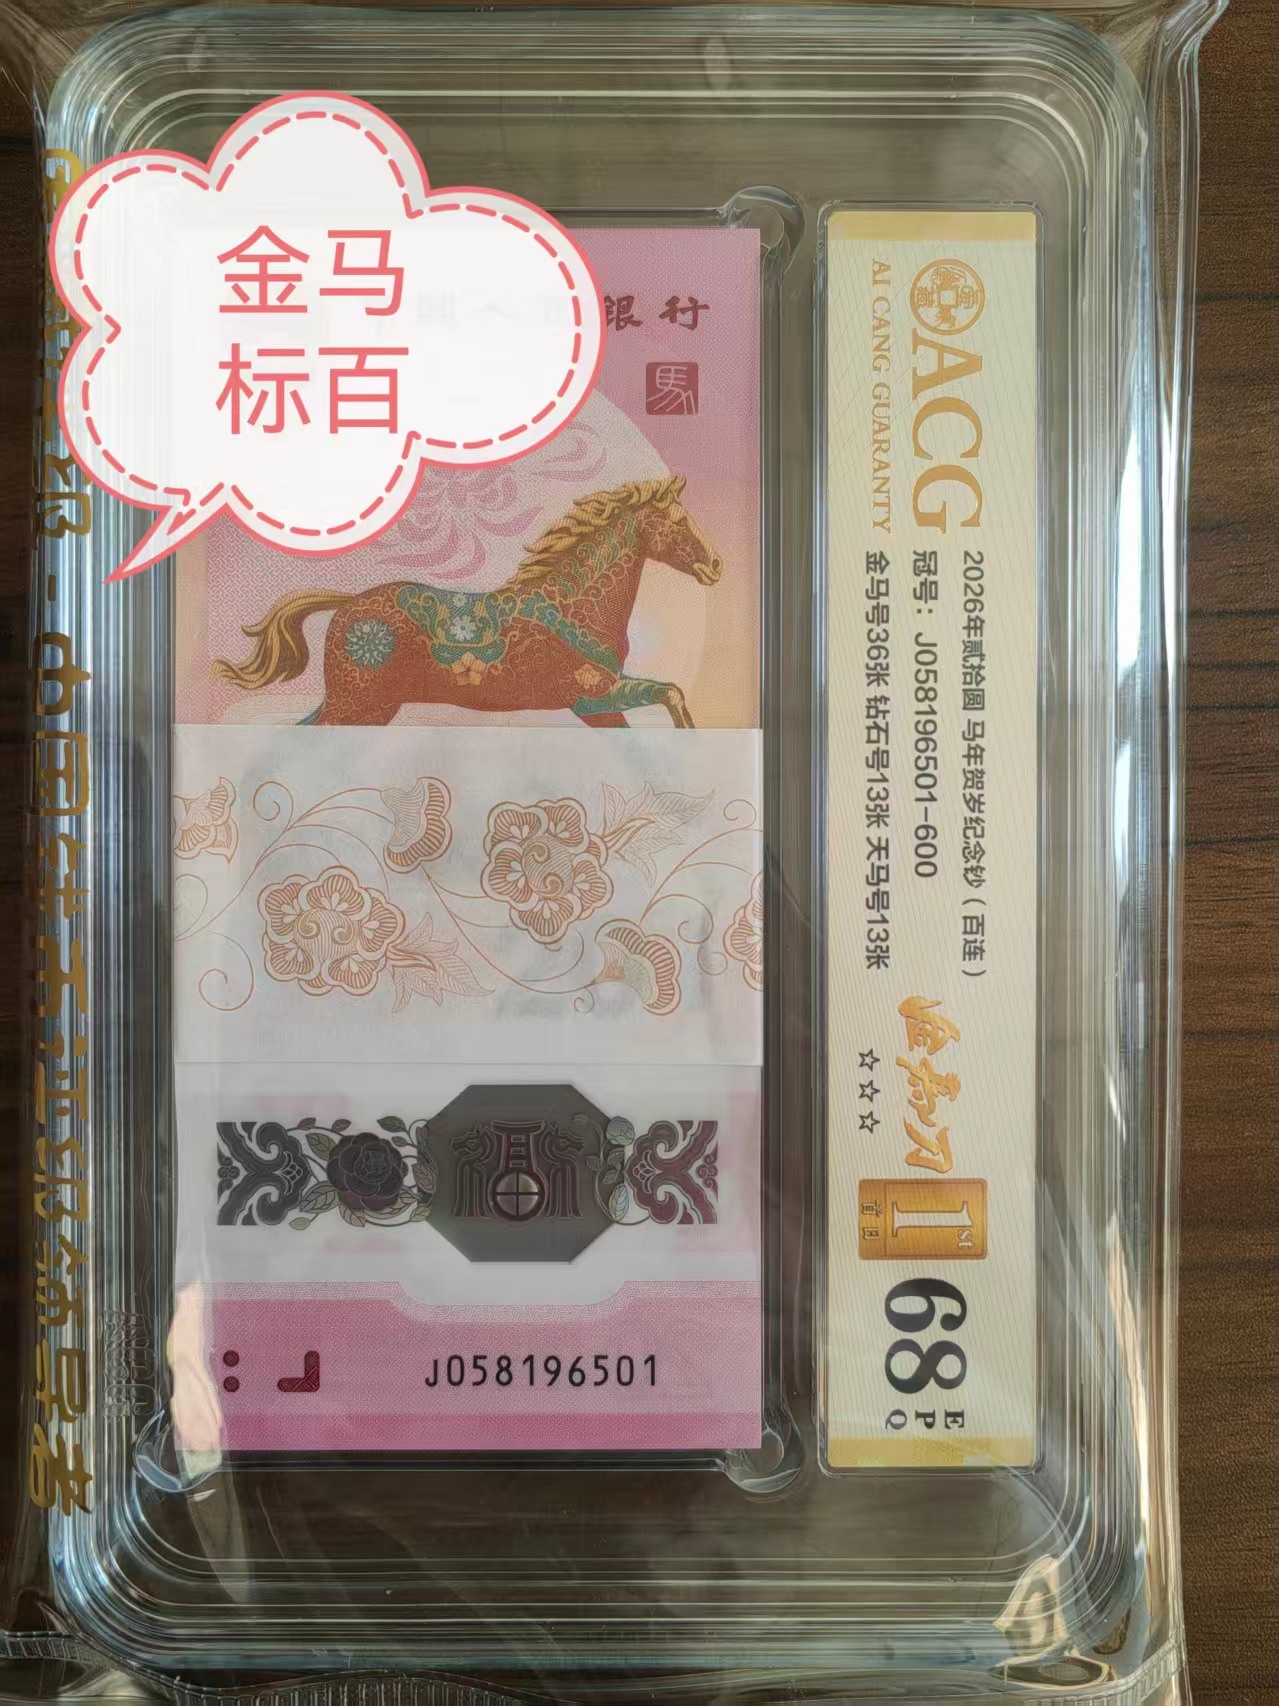 金马
标百
银行
馬
J058196501
ACG
AI CANG GUARANTY
2026年贰拾圆 马年贺岁纪念钞（百连）
冠号：J058196501-600
金马号36张 钻石号13张 天马号13张
☆☆☆
1st
首日
68
EPQ